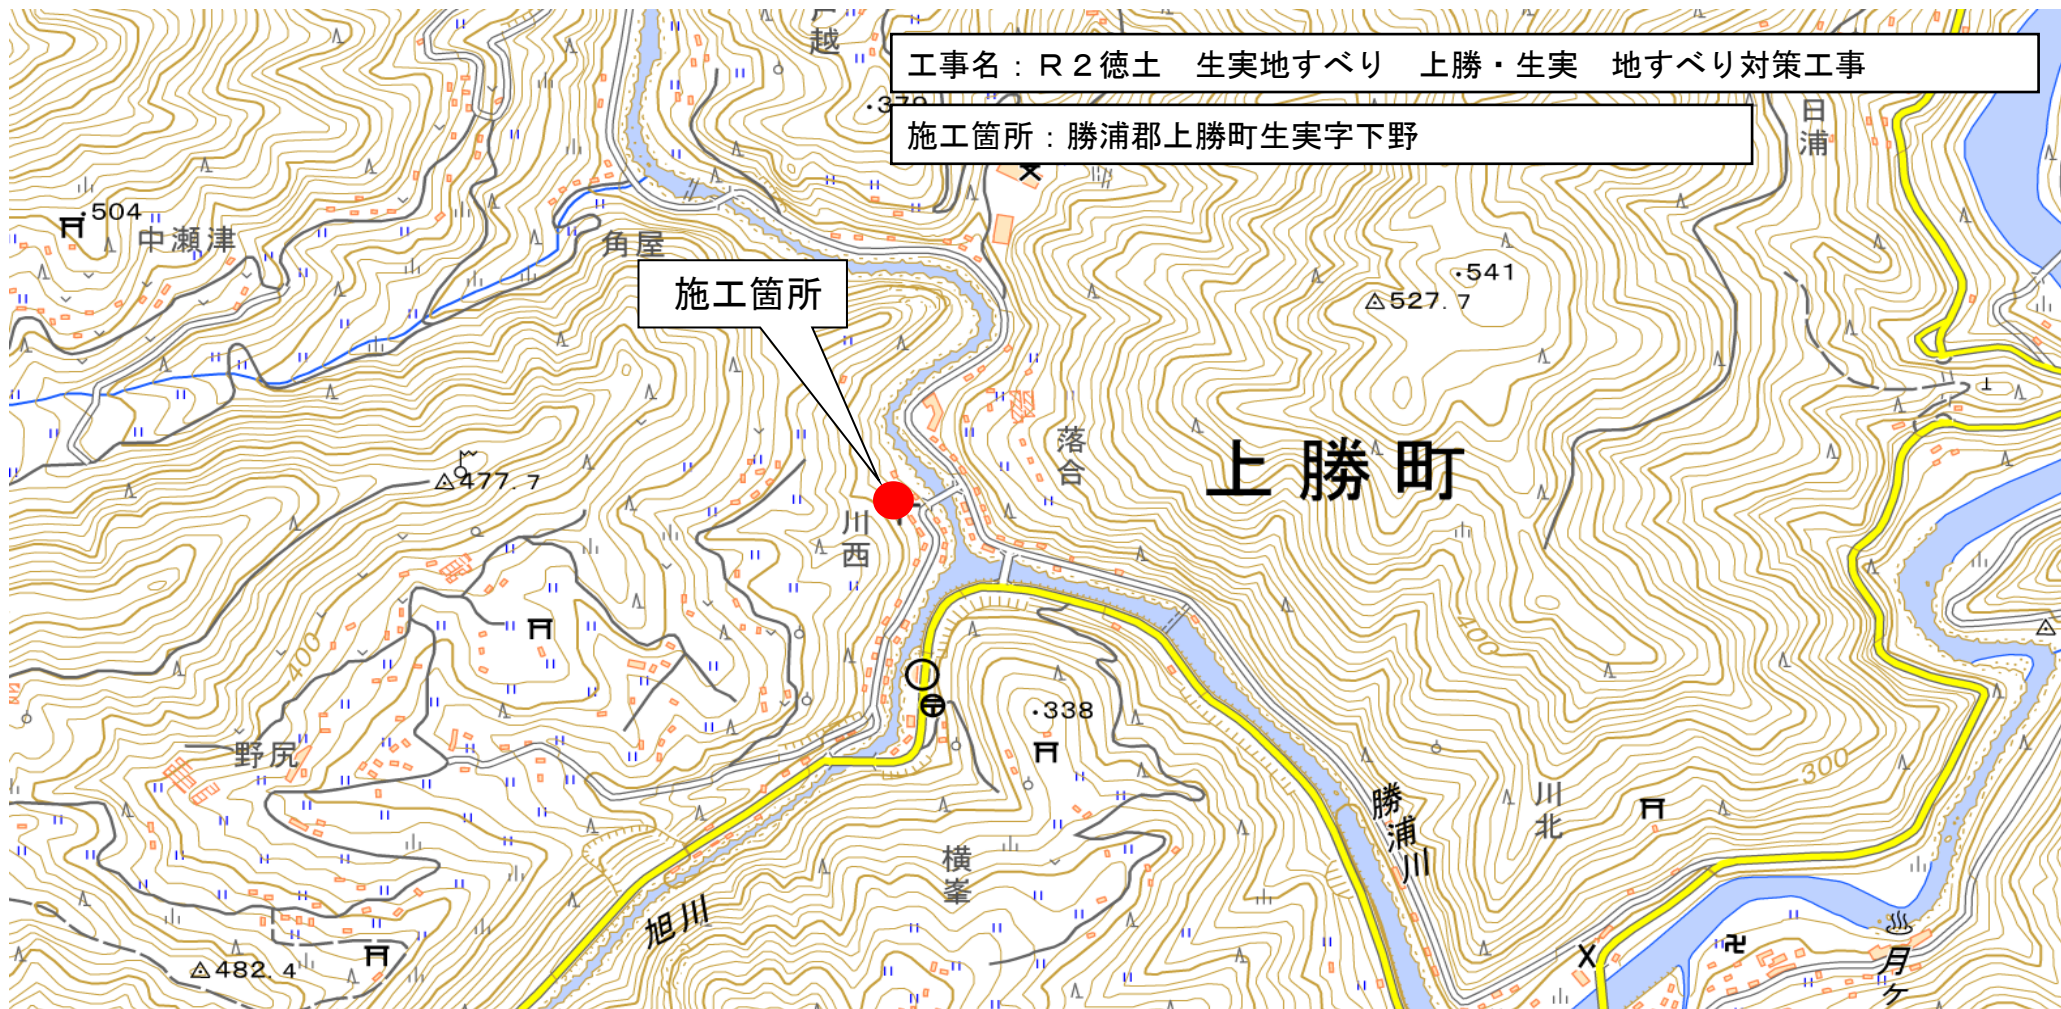 工事名：Ｒ２徳土　生実地すべり　上勝・生実　地すべり対策工事
施工箇所：勝浦郡上勝町生実字下野
越
日浦
504
中瀬津
角屋
施工箇所
541
527.7
落合
上勝町
477.7
川西
400
400
338
野尻
300
勝浦川
川北
横峯
旭川
482.4
月ケ